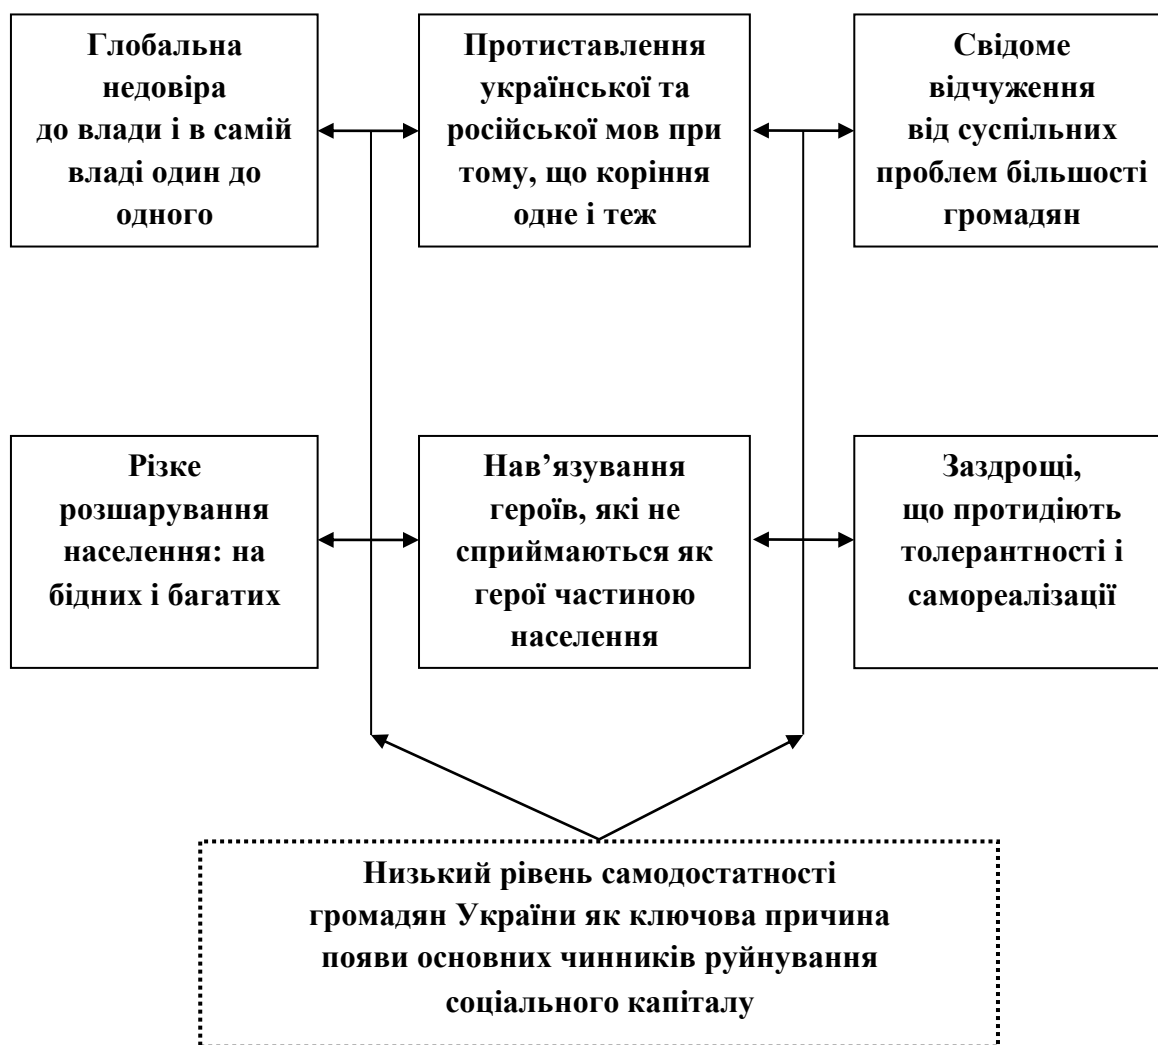 Глобальна
недовіра
до влади і в самій
владі один до
одного
Протиставлення
української та
російської мов при
тому, що коріння
одне і теж
Свідоме
відчуження
від суспільних
проблем більшості
громадян
Різке
розшарування
населення: на
бідних і багатих
Нав’язування
героїв, які не
сприймаються як
герої частиною
населення
Заздрощі,
що протидіють
толерантності і
самореалізації
Низький рівень самодостатності
громадян України як ключова причина
появи основних чинників руйнування
соціального капіталу